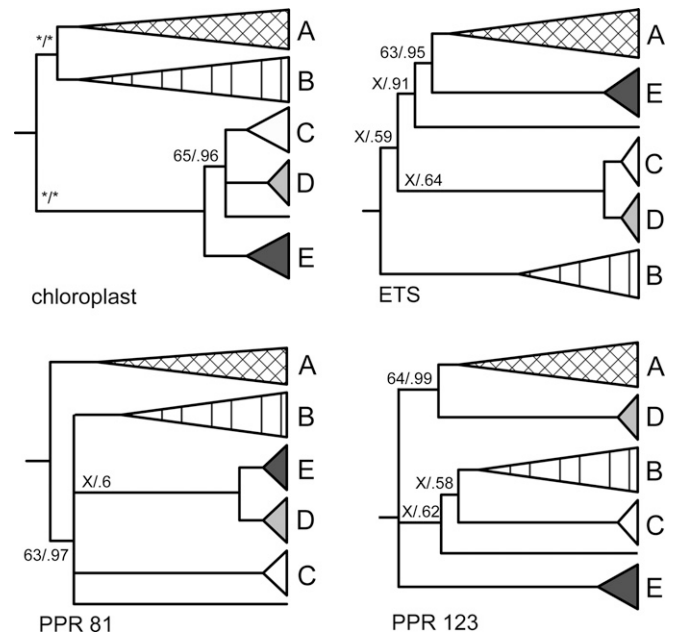 */*
A
B
C
65/.96
D
*/*
E
chloroplast
A
63/.95
X/.91
E
X/.59
C
X/.64
D
B
ETS
A
B
E
X/.6
D
63/.97
C
PPR 81
A
64/.99
D
B
X/.58
X/.62
C
E
PPR 123